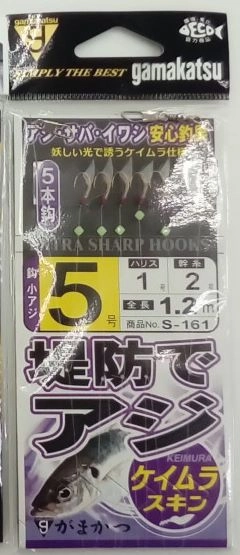 SIMPLY THE BEST
gamakatsu
アジ・サバ・イワシ安心釣行
妖しい光で誘うケイムラ仕様
5本鈎
ULTRA SHARP HOOKS
鈎 小アジ
5号
ハリス 1号
幹糸 2号
全長 1.2m
商品No. S-161
堤防で
アジ
KEIMURA
ケイムラ
スキン
がまかつ